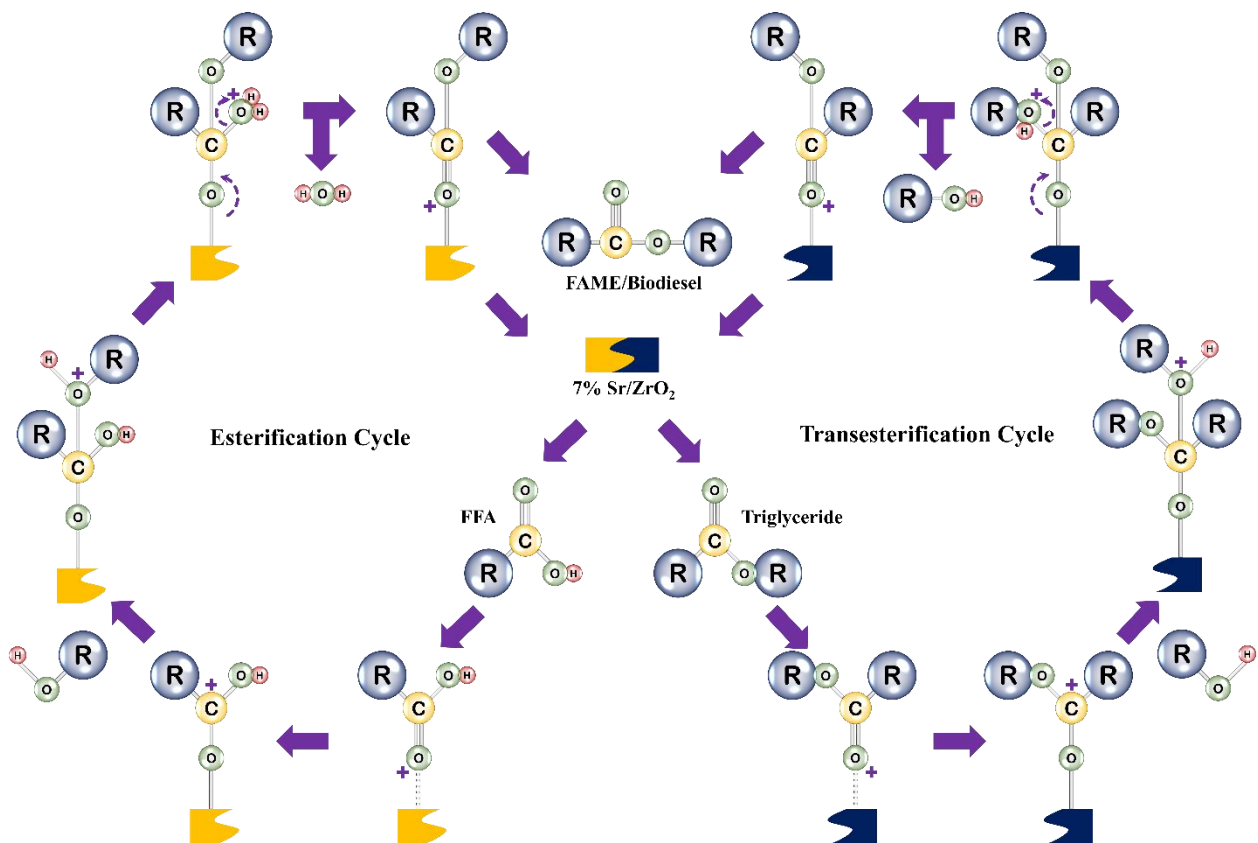 R R R R
O O O O
+ H +
R O H R R R O R
H
C C C C
O H O H O O O R O H O
+ +
R C O R
FAME/Biodiesel
H R R H
+ +
O O
7% Sr/ZrO₂
R O H R O R
Esterification Cycle
Transesterification Cycle
C C
O O O O
FFA
Triglyceride
C C
R O H R O R
H R R O H R O H R O R R O R R H
O + + O
C C C C
O O O O
+ +